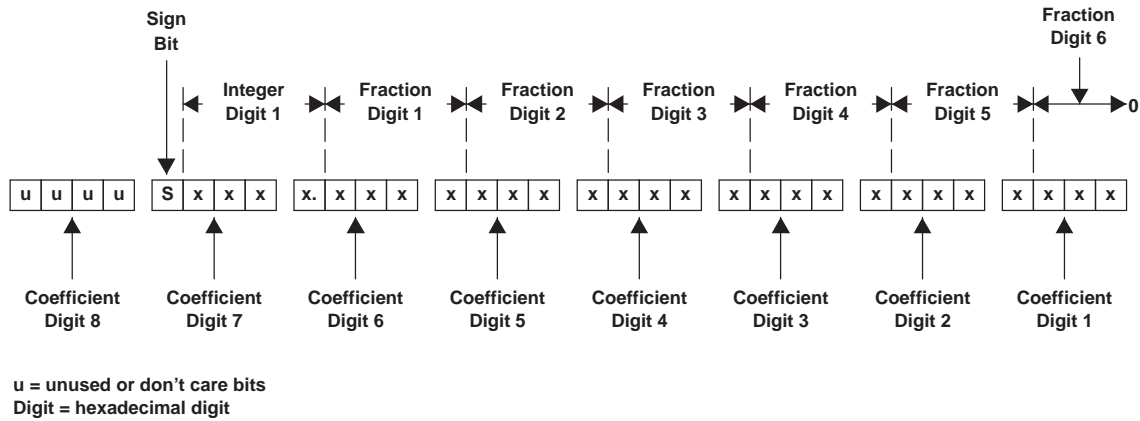 Sign
Bit
Fraction
Digit 6
Integer
Digit 1
Fraction
Digit 1
Fraction
Digit 2
Fraction
Digit 3
Fraction
Digit 4
Fraction
Digit 5
0
u u u u S x x x x. x x x x x x x x x x x x x x x x x x x x x x x
Coefficient
Digit 8
Coefficient
Digit 7
Coefficient
Digit 6
Coefficient
Digit 5
Coefficient
Digit 4
Coefficient
Digit 3
Coefficient
Digit 2
Coefficient
Digit 1
u = unused or don't care bits
Digit = hexadecimal digit